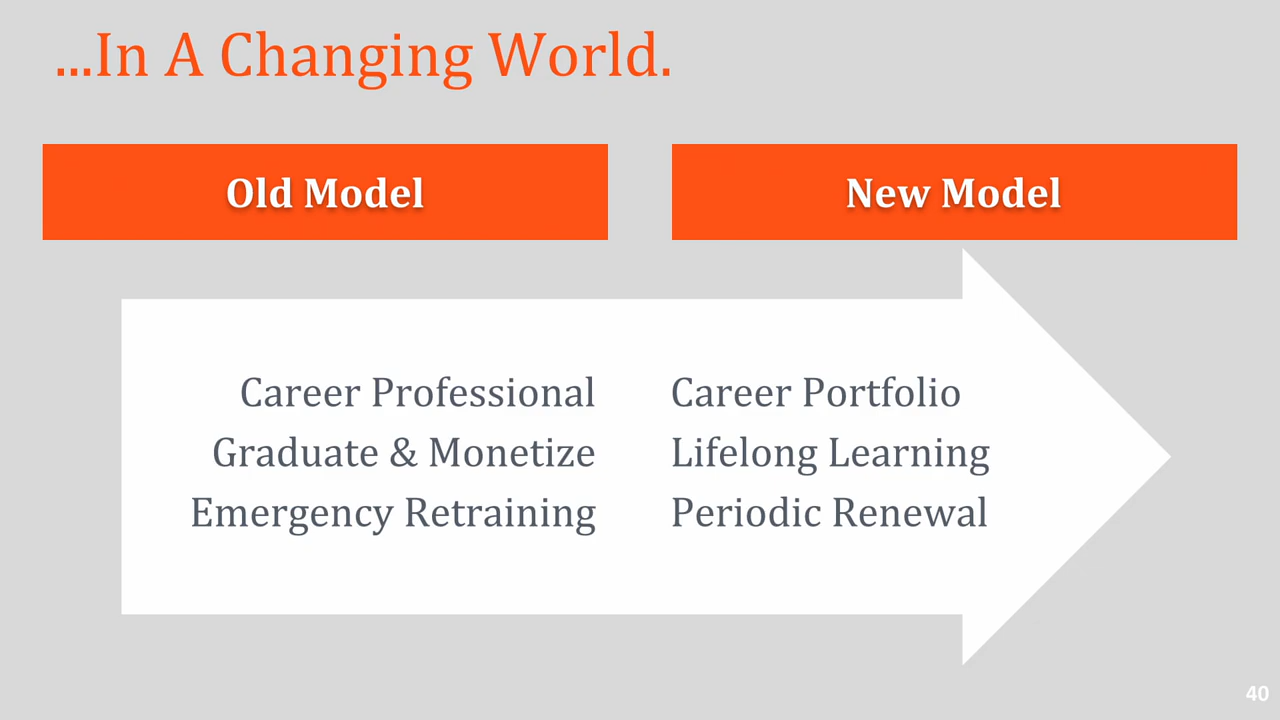 ...In A Changing World.
Old Model
New Model
Career Professional
Graduate & Monetize
Emergency Retraining
Career Portfolio
Lifelong Learning
Periodic Renewal
40